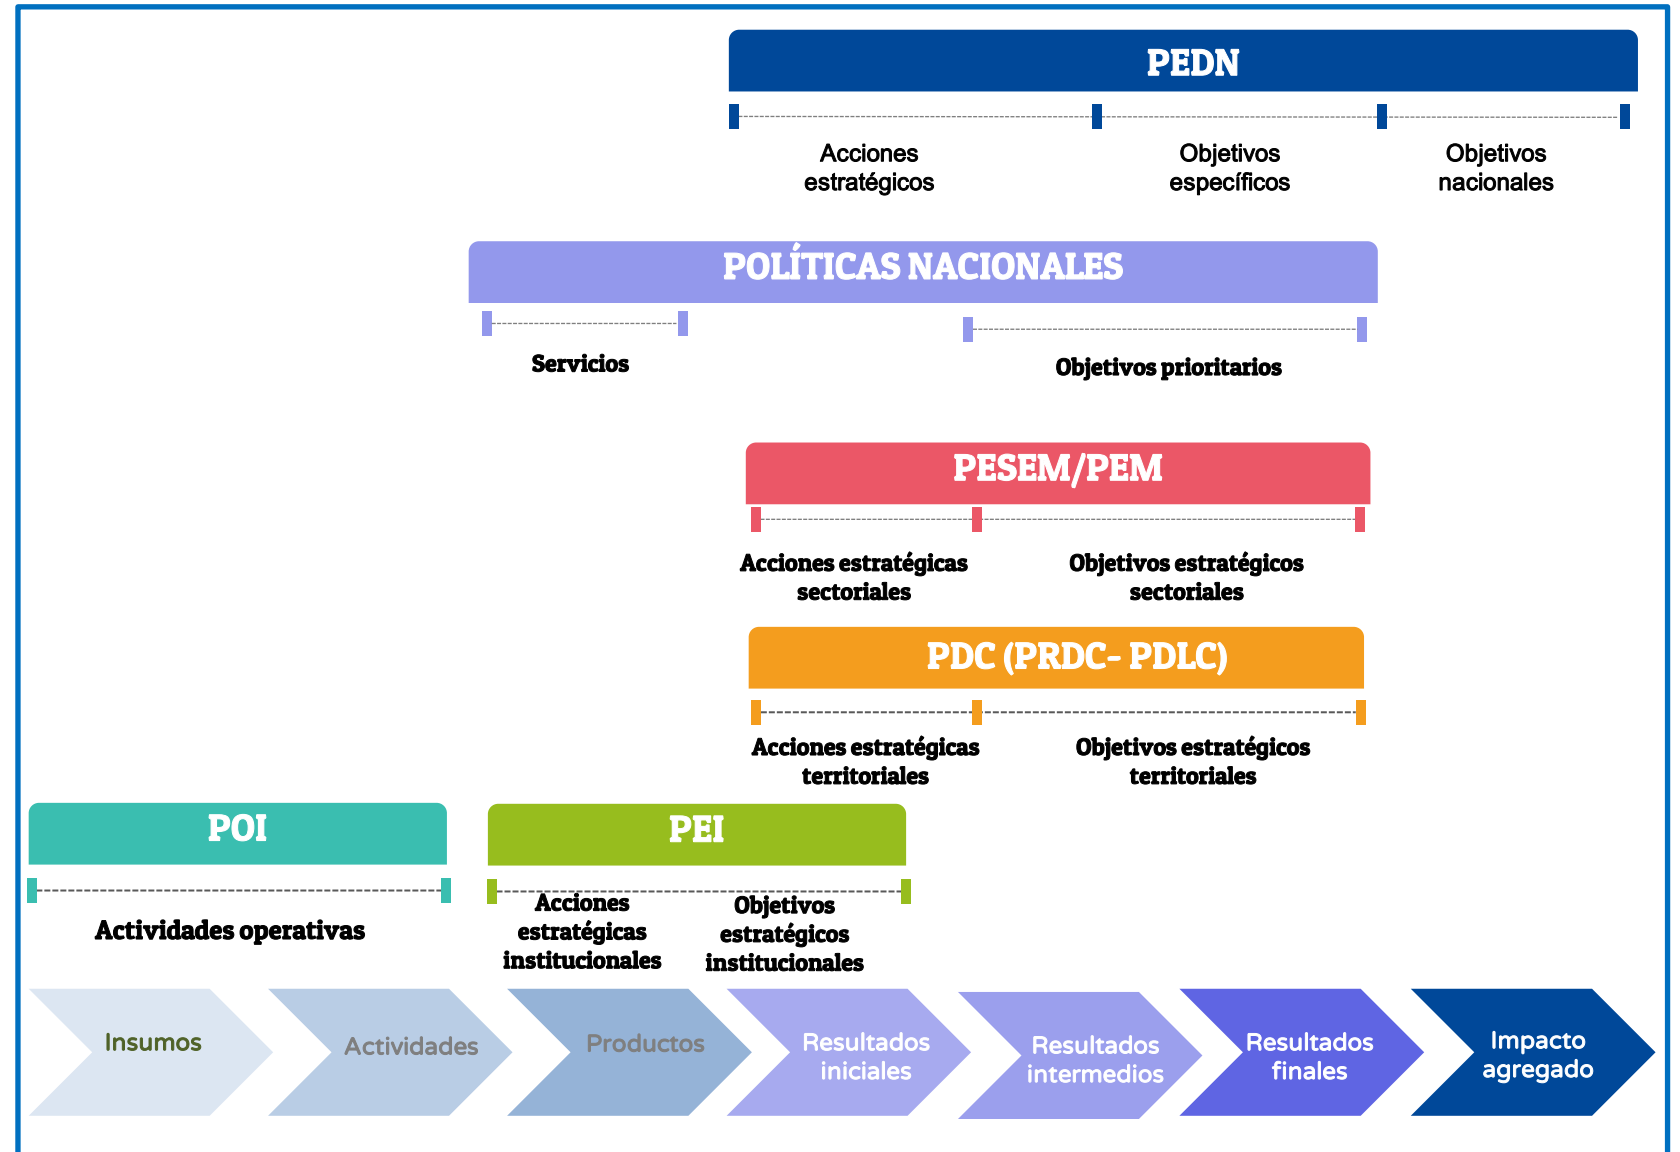 PEDN
Acciones
estratégicos
Objetivos
específicos
Objetivos
nacionales
POLÍTICAS NACIONALES
Servicios
Objetivos prioritarios
PESEM/PEM
Acciones estratégicas
sectoriales
Objetivos estratégicos
sectoriales
PDC (PRDC- PDLC)
Acciones estratégicas
territoriales
Objetivos estratégicos
territoriales
POI
Actividades operativas
PEI
Acciones
estratégicas
institucionales
Objetivos
estratégicos
institucionales
Insumos
Actividades
Productos
Resultados
iniciales
Resultados
intermedios
Resultados
finales
Impacto
agregado